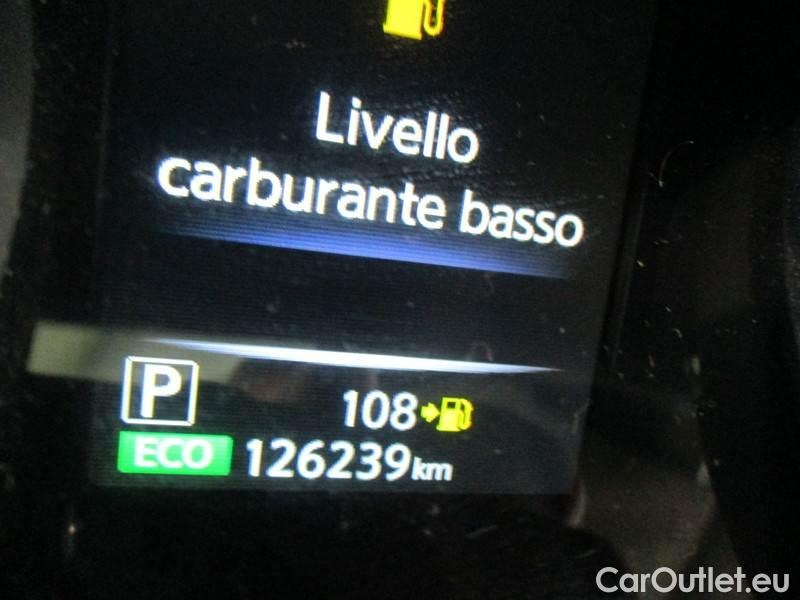 Livello
carburante basso
P
108
ECO 126239km
CarOutlet.eu